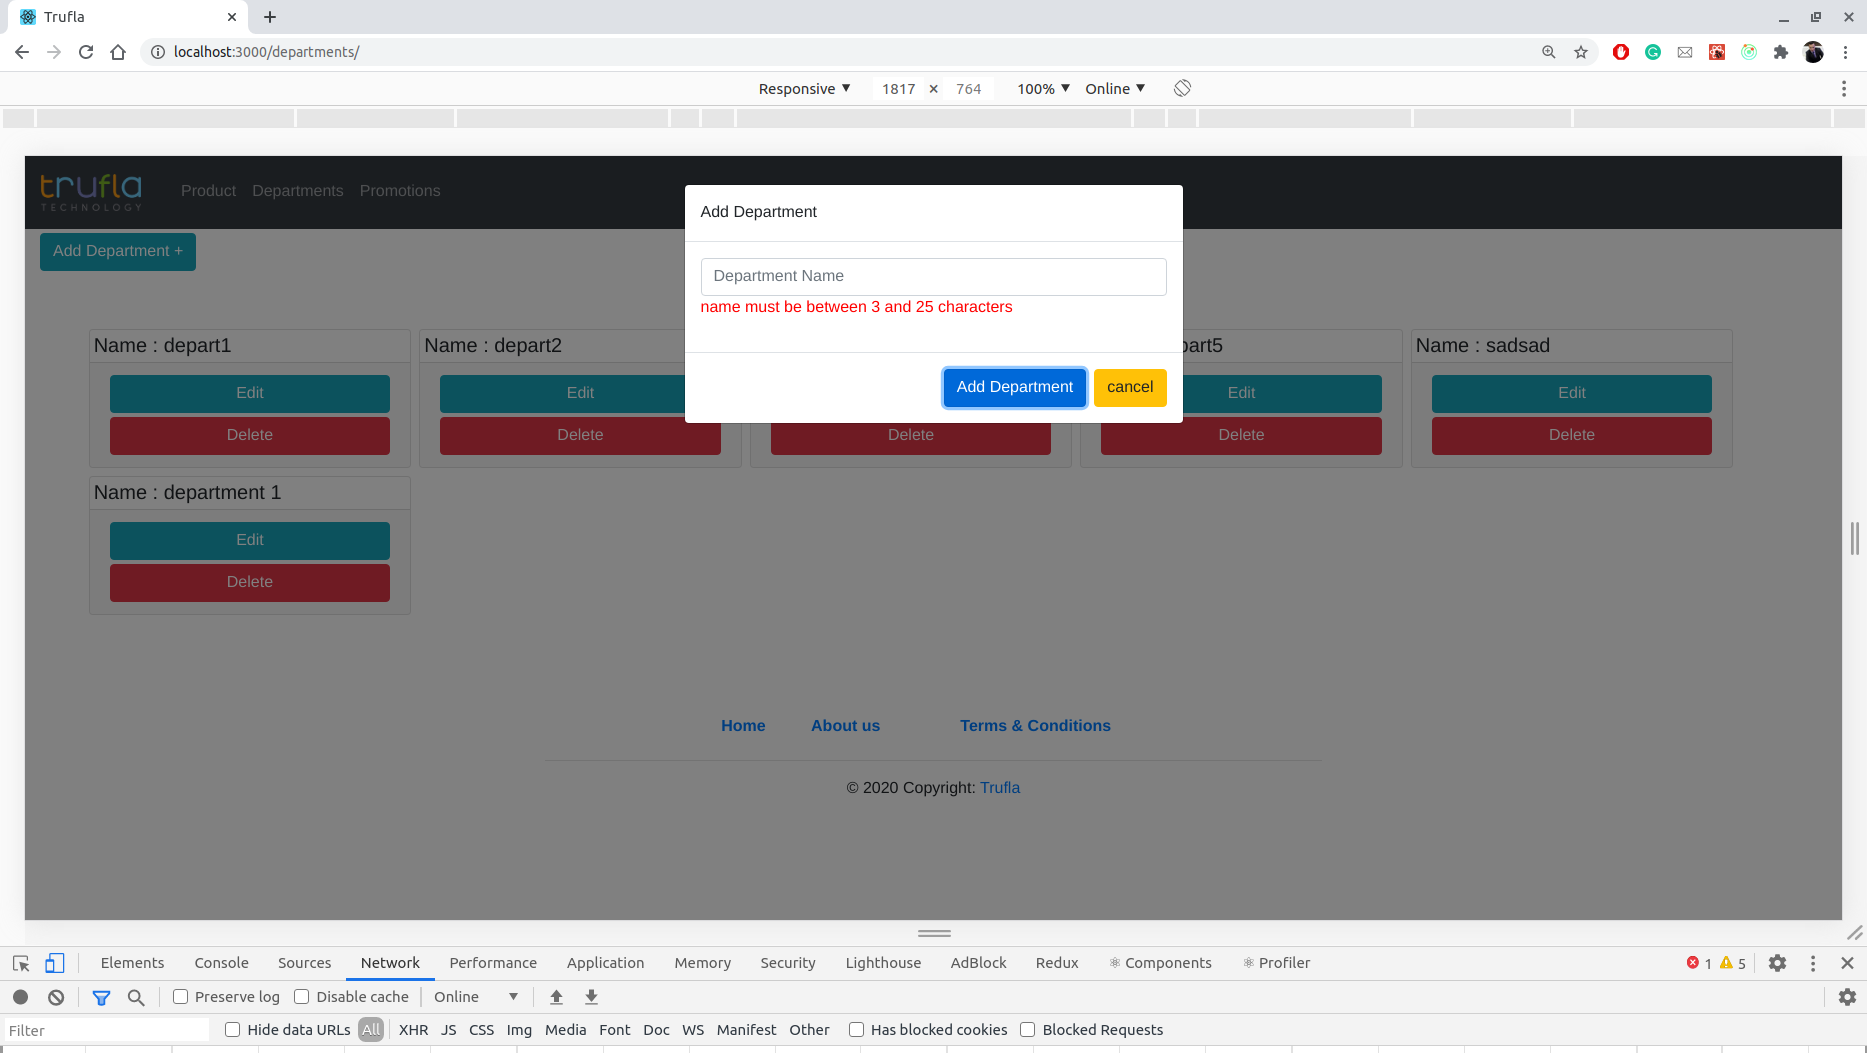 Trufla
localhost:3000/departments/
Responsive 1817 × 764 100% Online
trufla
TECHNOLOGY
Product Departments Promotions
Add Department +
Add Department
Department Name
name must be between 3 and 25 characters
Add Department cancel
Name : depart1
Edit
Delete
Name : depart2
Edit
Delete
Delete
part5
Edit
Delete
Name : sadsad
Edit
Delete
Name : department 1
Edit
Delete
Home About us Terms & Conditions
© 2020 Copyright: Trufla
Elements Console Sources Network Performance Application Memory Security Lighthouse AdBlock Redux Components Profiler 1 5
Preserve log Disable cache Online
Filter Hide data URLs All XHR JS CSS Img Media Font Doc WS Manifest Other Has blocked cookies Blocked Requests